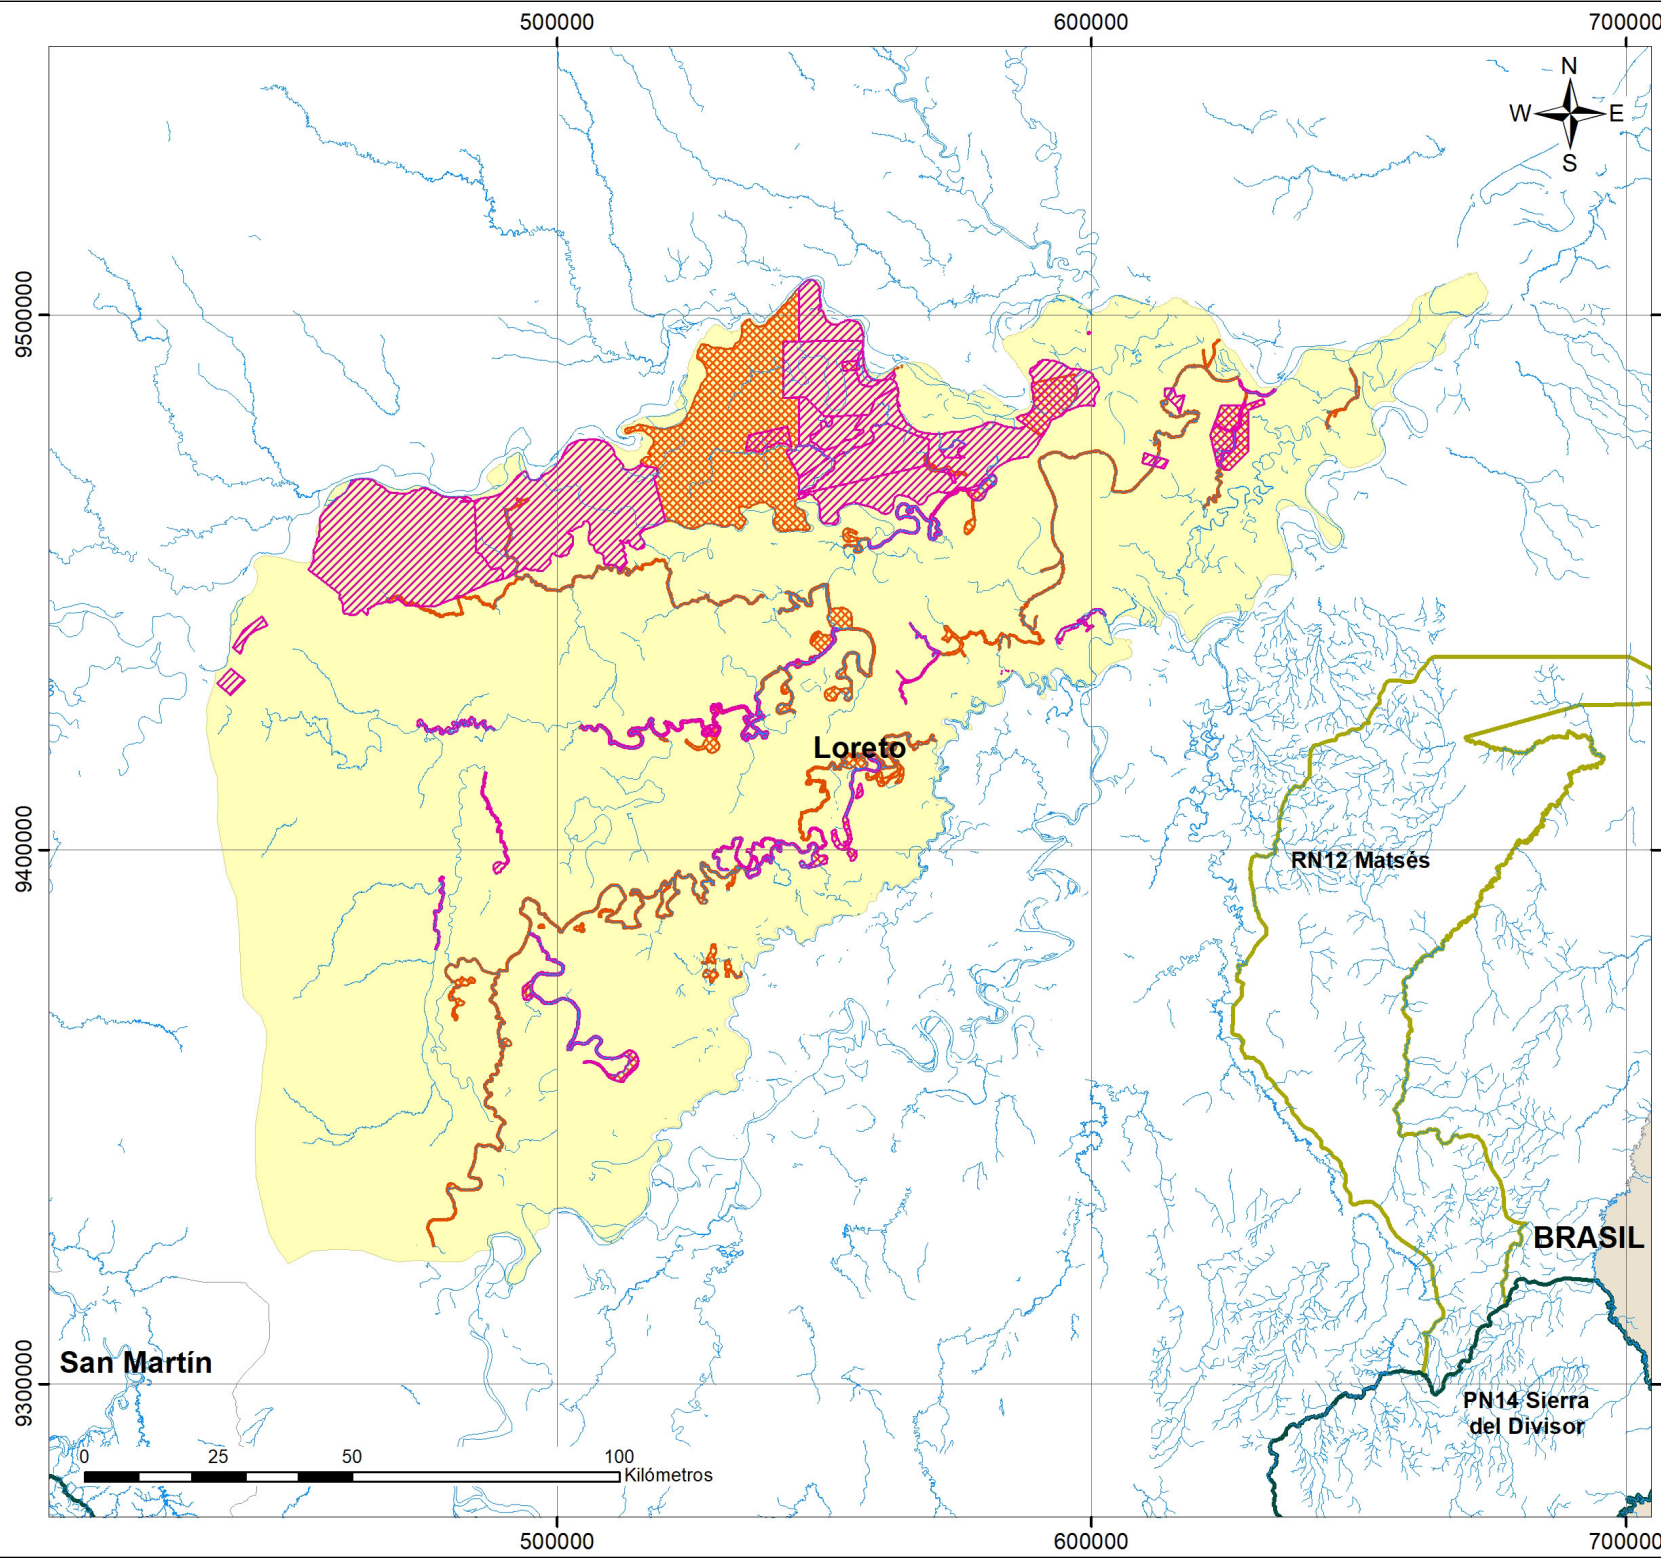 500000 600000 700000
N
W E
S
9500000
Loreto
9400000
RN12 Matsés
BRASIL
San Martín
9300000
PN14 Sierra
del Divisor
0 25 50 100
Kilómetros
500000 600000 700000